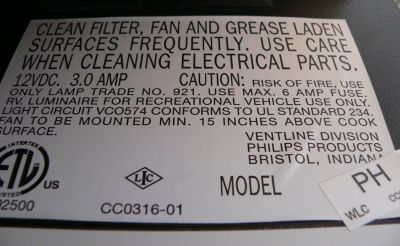 CLEAN FILTER, FAN AND GREASE LADEN
SURFACES FREQUENTLY. USE CARE
WHEN CLEANING ELECTRICAL PARTS.
12VDC. 3.0 AMP CAUTION: RISK OF FIRE, USE
ONLY LAMP TRADE NO. 921. USE MAX. 6 AMP FUSE.
RV. LUMINAIRE FOR RECREATIONAL VEHICLE USE ONLY.
LIGHT CIRCUIT VCO574 CONFORMS TO UL STANDARD 234.
FAN TO BE MOUNTED MIN. 15 INCHES ABOVE COOK
SURFACE.
VENTLINE DIVISION
PHILIPS PRODUCTS
BRISTOL, INDIANA
INTERTEK
ETL
US
LISTED
02500
LIC
CC0316-01
MODEL
PH
WLC